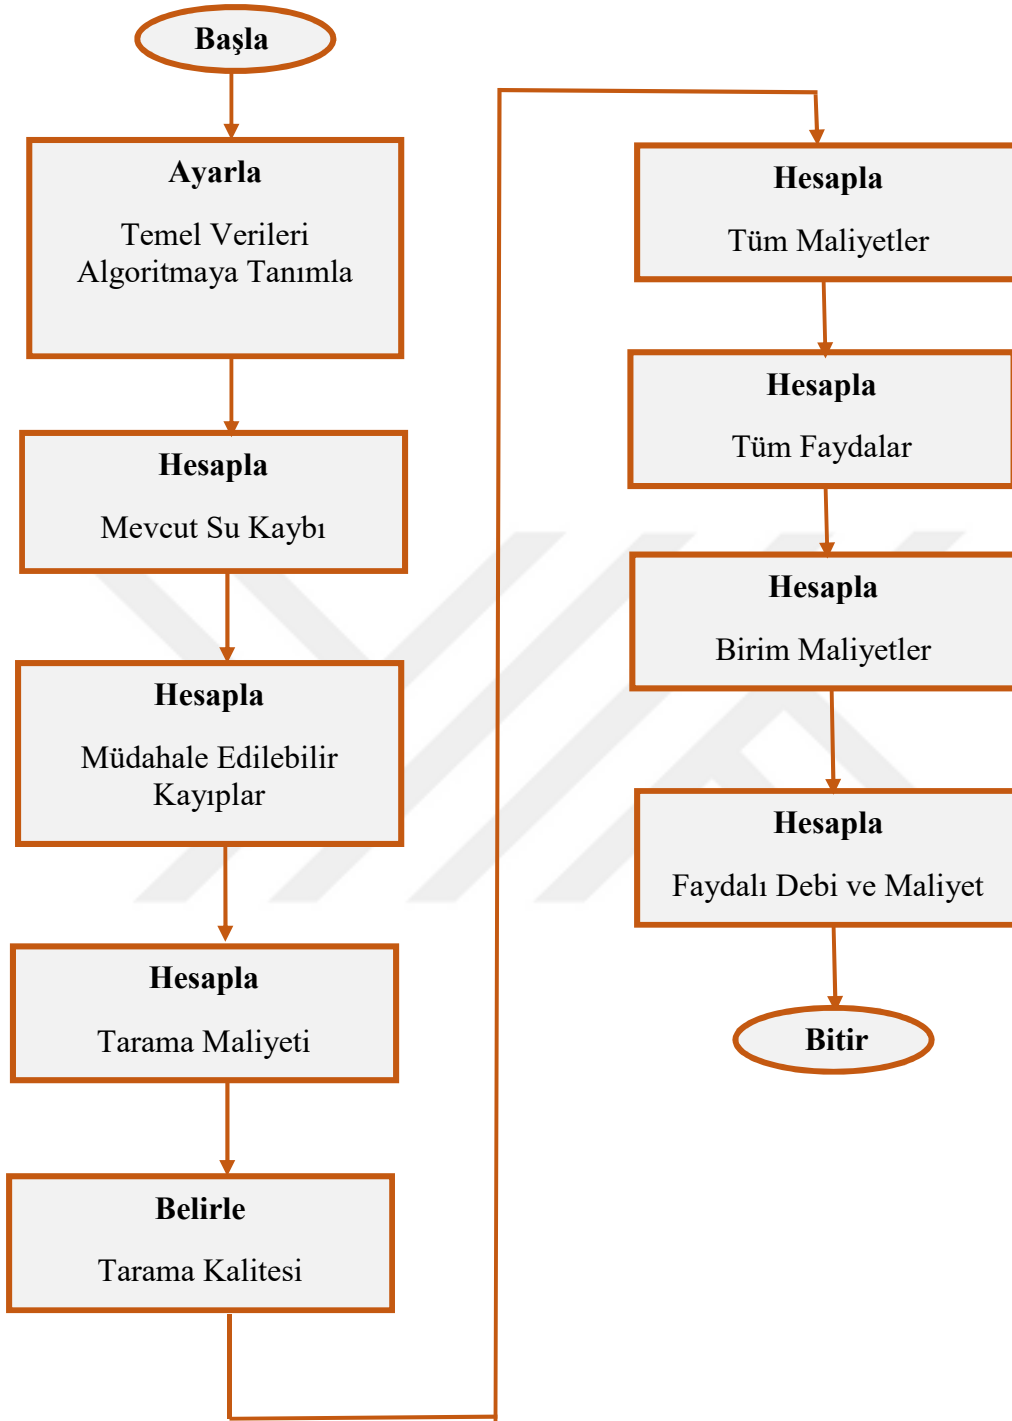 Başla
Ayarla
Temel Verileri
Algoritmaya Tanımla
Hesapla
Mevcut Su Kaybı
Hesapla
Müdahale Edilebilir
Kayıplar
Hesapla
Tarama Maliyeti
Belirle
Tarama Kalitesi
Hesapla
Tüm Maliyetler
Hesapla
Tüm Faydalar
Hesapla
Birim Maliyetler
Hesapla
Faydalı Debi ve Maliyet
Bitir